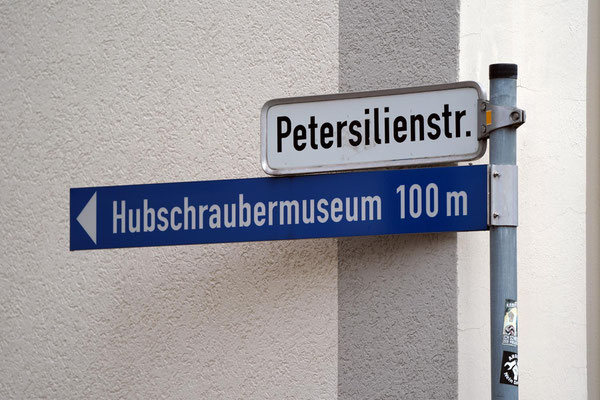 Petersilienstr.
Hubschraubermuseum 100 m